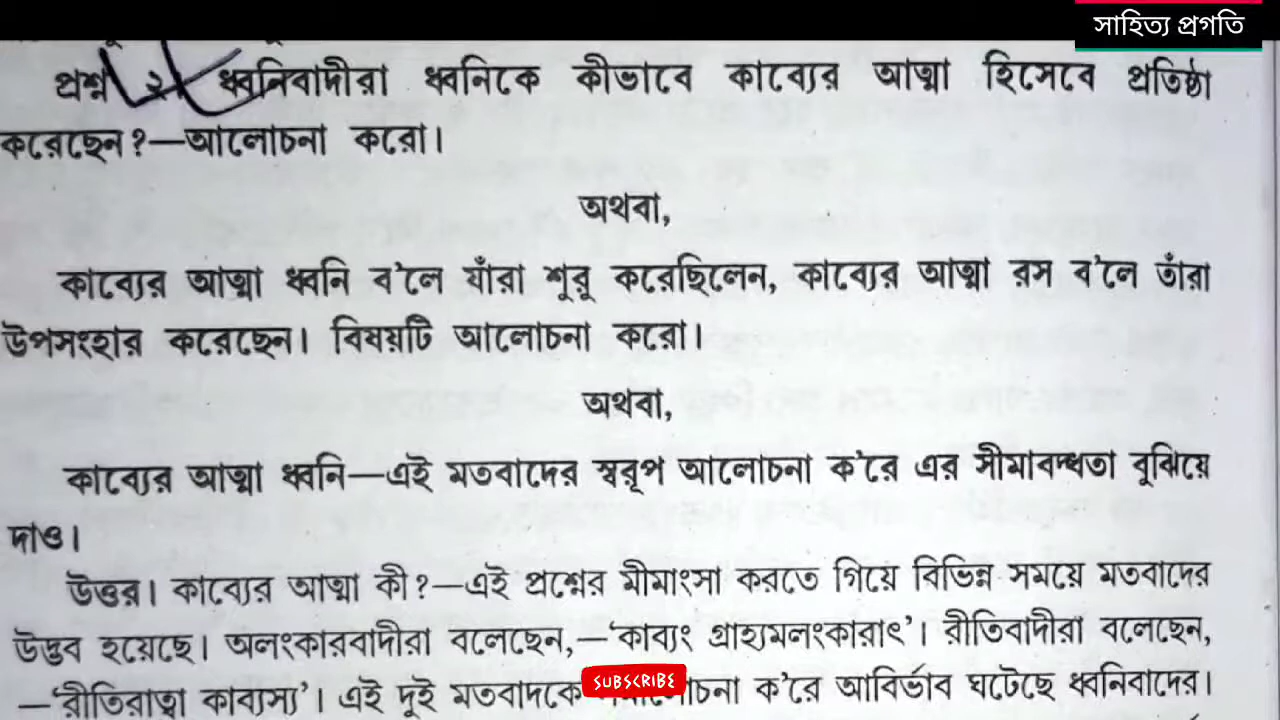 সাহিত্য প্রগতি
প্রশ্ন ২। ধ্বনিবাদীরা ধ্বনিকে কীভাবে কাব্যের আত্মা হিসেবে প্রতিষ্ঠা
করেছেন?—আলোচনা করো।
অথবা,
কাব্যের আত্মা ধ্বনি ব'লে যাঁরা শুরু করেছিলেন, কাব্যের আত্মা রস ব'লে তাঁরা
উপসংহার করেছেন। বিষয়টি আলোচনা করো।
অথবা,
কাব্যের আত্মা ধ্বনি—এই মতবাদের স্বরূপ আলোচনা ক'রে এর সীমাবদ্ধতা বুঝিয়ে
দাও।
উত্তর। কাব্যের আত্মা কী?—এই প্রশ্নের মীমাংসা করতে গিয়ে বিভিন্ন সময়ে মতবাদের
উদ্ভব হয়েছে। অলংকারবাদীরা বলেছেন,—'কাব্যং গ্রাহ্যমলংকারাৎ'। রীতিবাদীরা বলেছেন,
—'রীতিরাত্মা কাব্যস্য'। এই দুই মতবাদকে ক'রে আবির্ভাব ঘটেছে ধ্বনিবাদের।
SUBSCRIBE